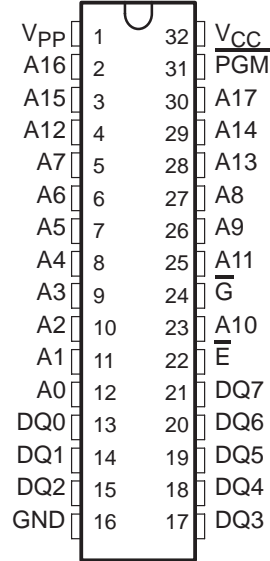 VPP 1 32 VCC
A16 2 31 PGM
A15 3 30 A17
A12 4 29 A14
A7 5 28 A13
A6 6 27 A8
A5 7 26 A9
A4 8 25 A11
A3 9 24 G
A2 10 23 A10
A1 11 22 E
A0 12 21 DQ7
DQ0 13 20 DQ6
DQ1 14 19 DQ5
DQ2 15 18 DQ4
GND 16 17 DQ3